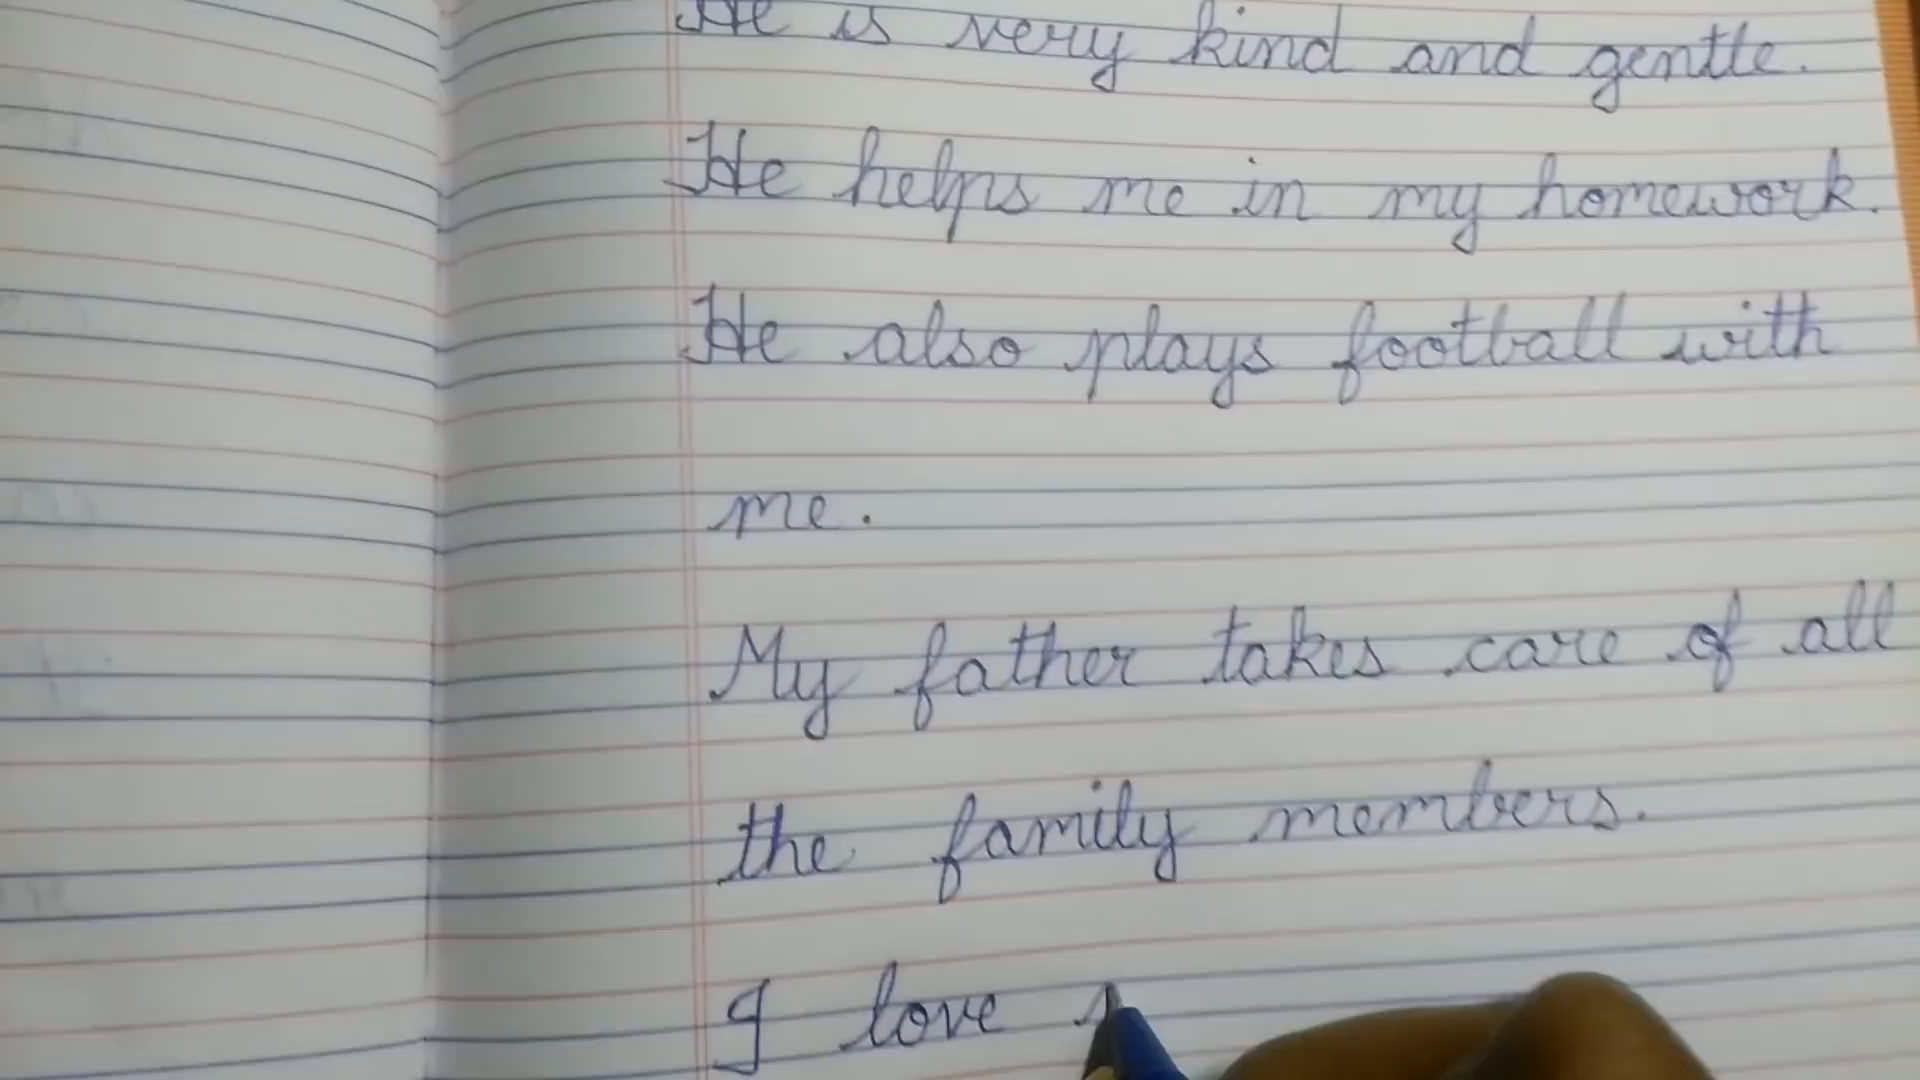 He is very kind and gentle.
He helps me in my homework.
He also plays football with
me.
My father takes care of all
the family members.
I love